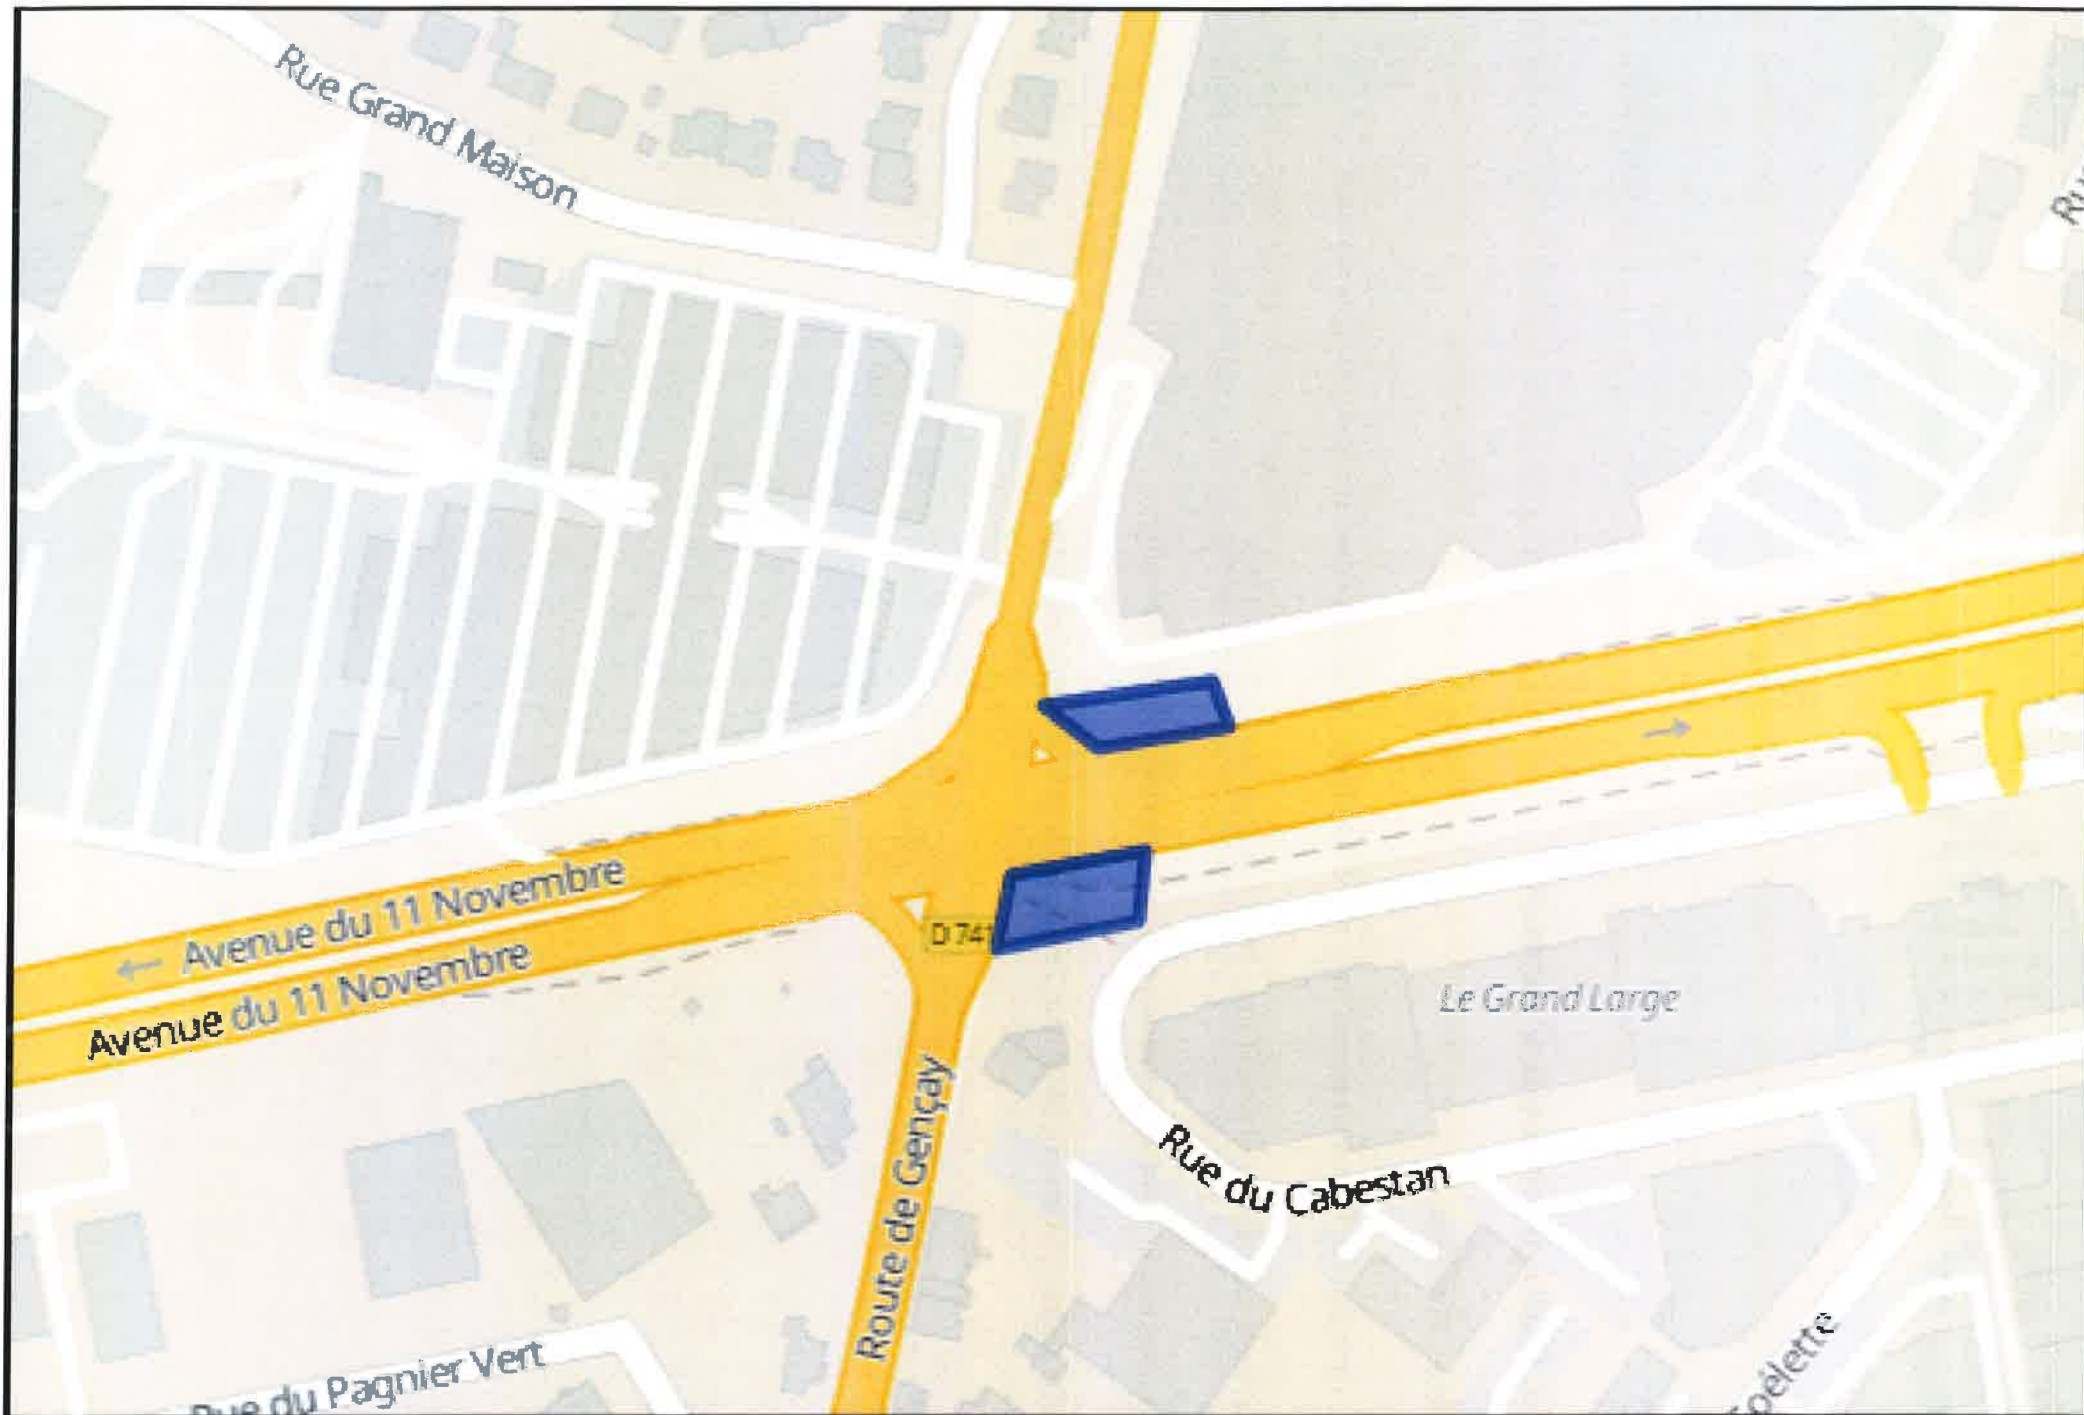 Rue Grand Maison
Avenue du 11 Novembre
Avenue du 11 Novembre
D 741
Le Grand Large
Route de Gençay
Rue du Cabestan
Rue du Pagnier Vert